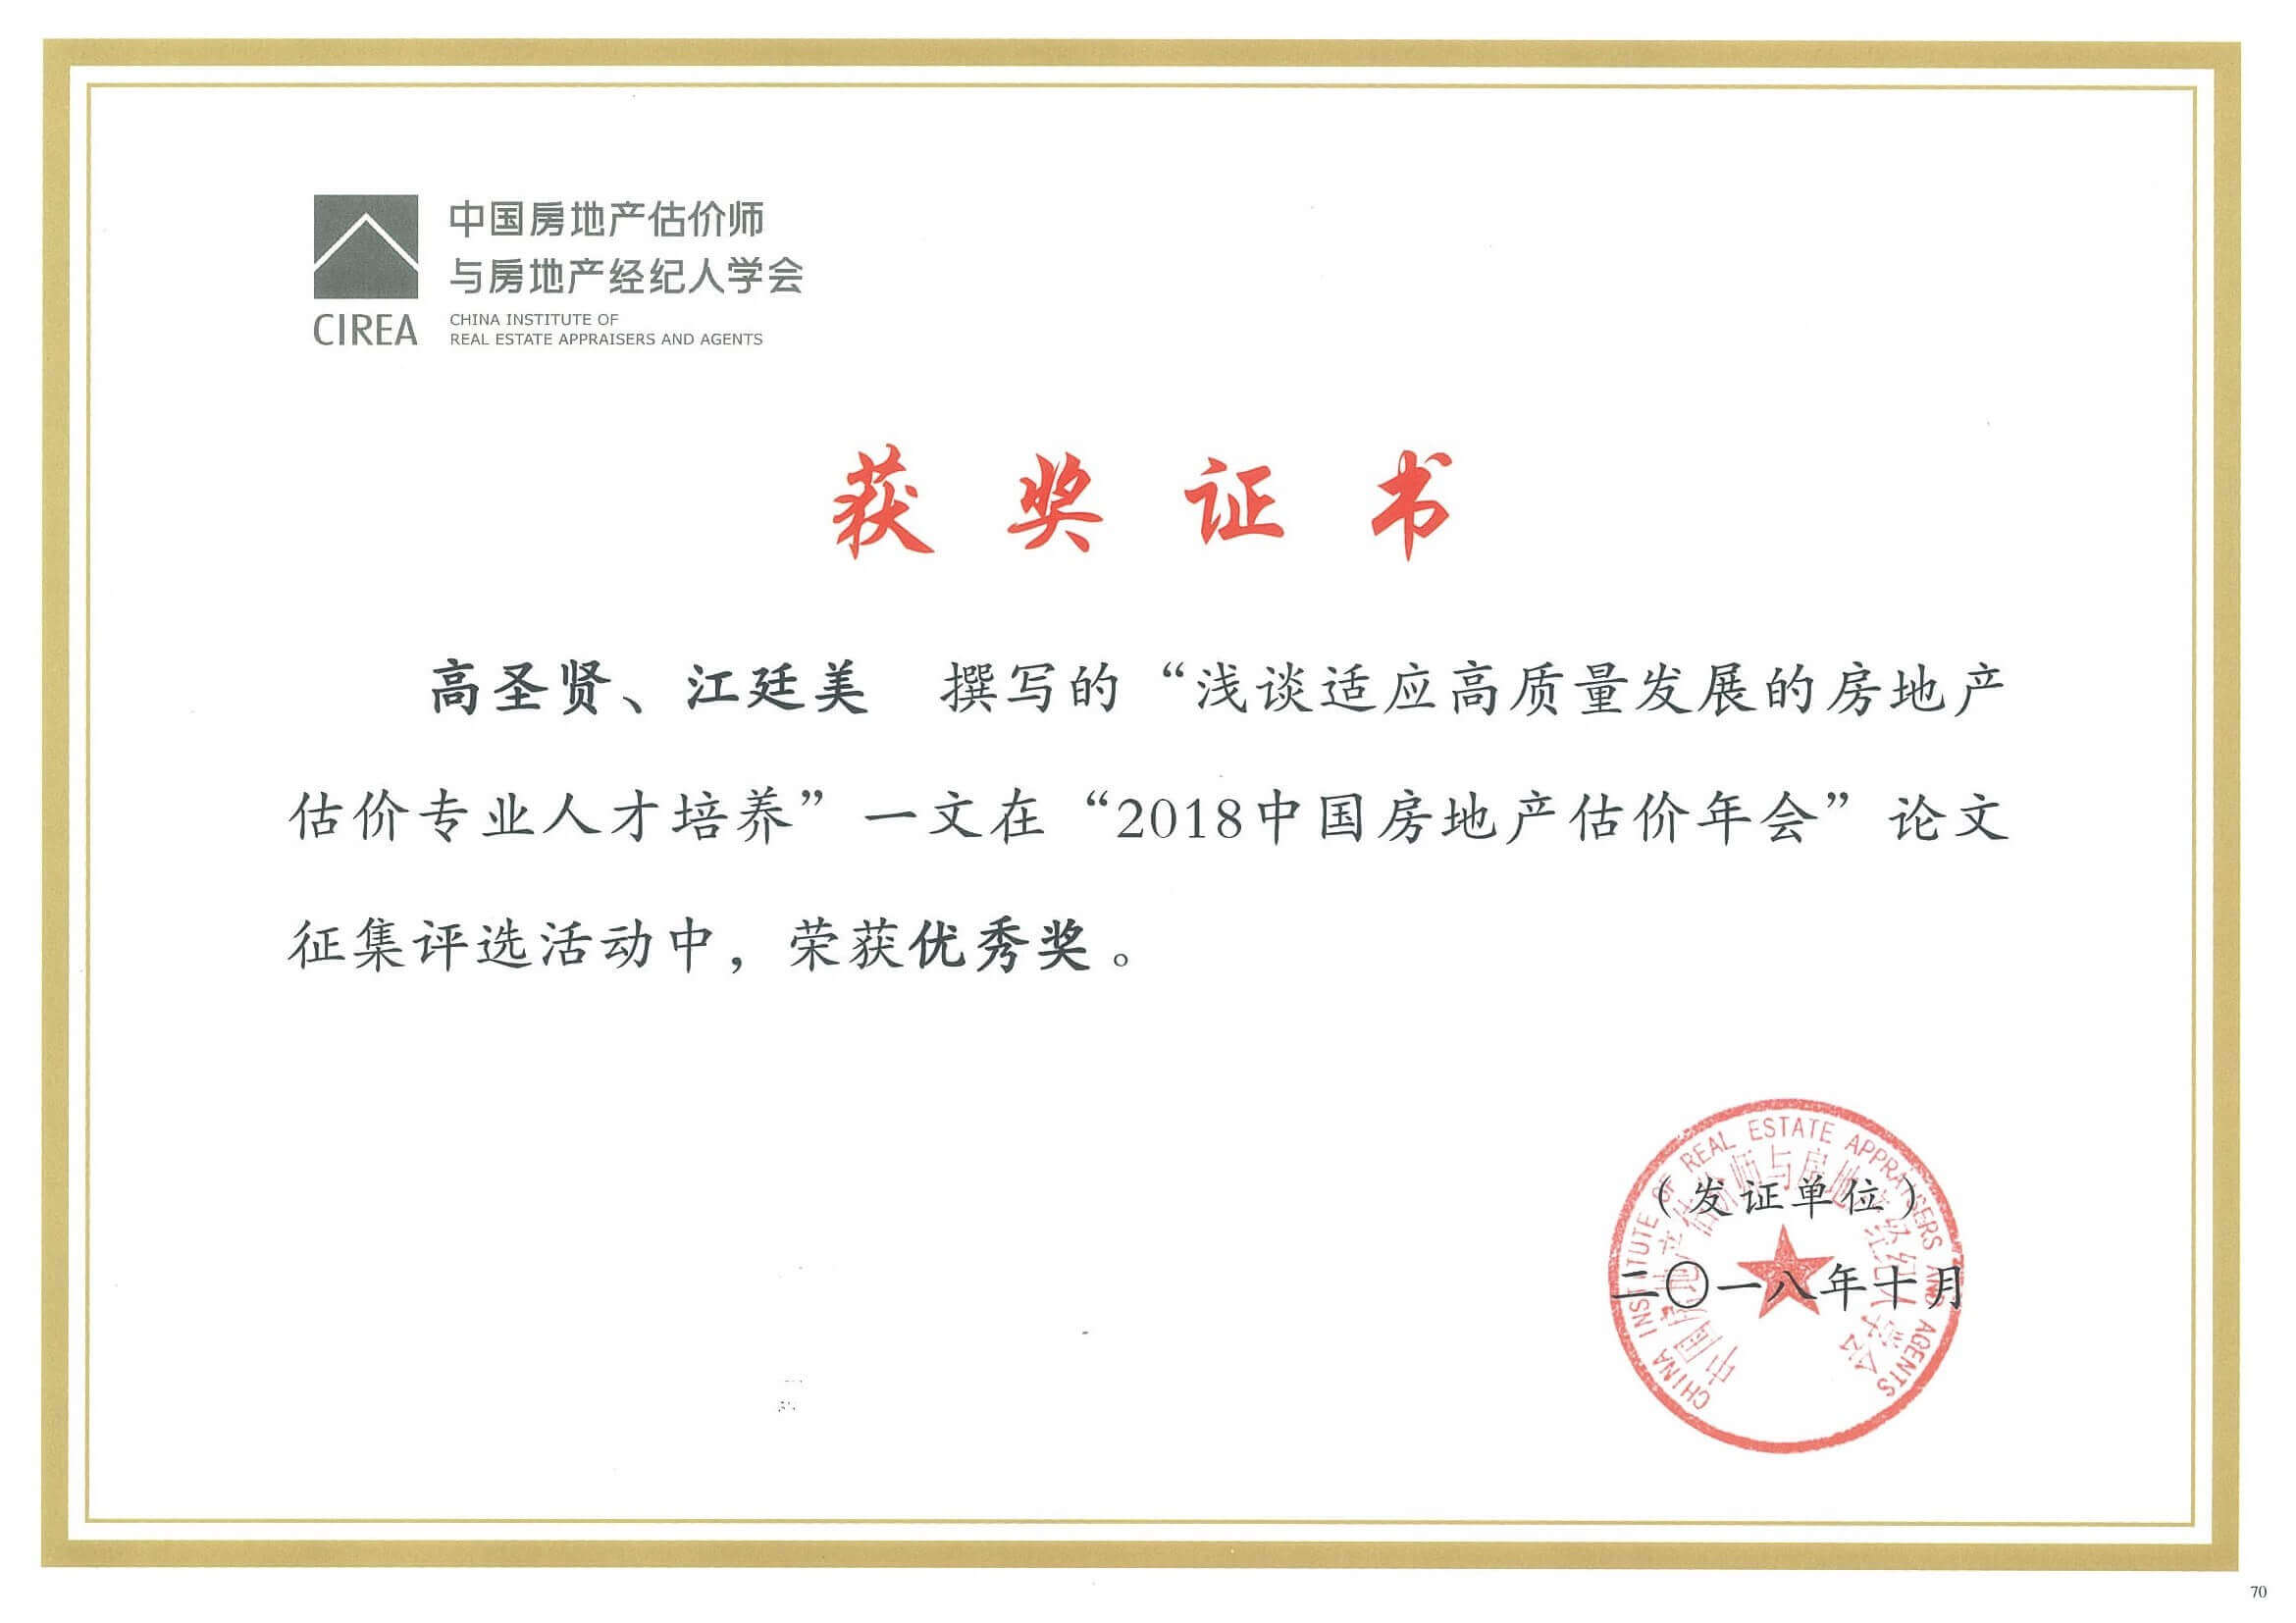 中国房地产估价师
与房地产经纪人学会
CIREA
CHINA INSTITUTE OF
REAL ESTATE APPRAISERS AND AGENTS
获奖证书
高圣贤、江廷美 撰写的“浅谈适应高质量发展的房地产
估价专业人才培养”一文在“2018中国房地产估价年会”论文
征集评选活动中，荣获优秀奖。
CHINA INSTITUTE OF REAL ESTATE APPRAISERS AND AGENTS
中国房地产估价师与房地产经纪人学会
（发证单位）
二〇一八年十月
70